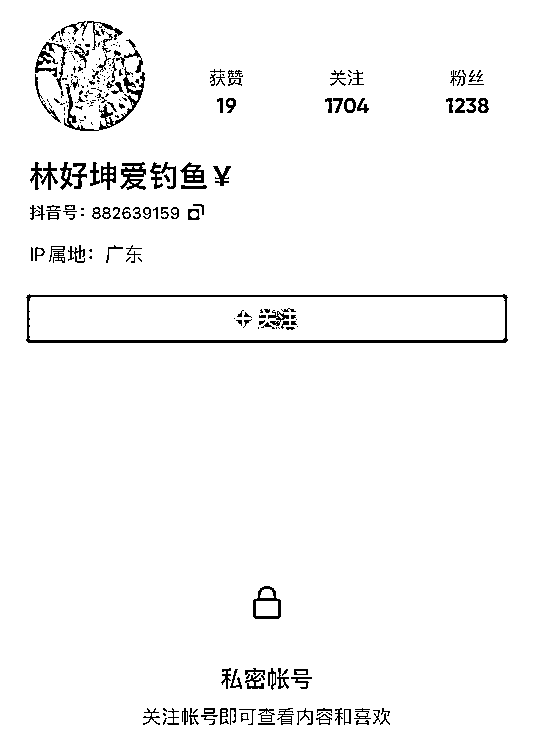 获赞 关注 粉丝
19 1704 1238
林好坤爱钓鱼¥
抖音号：882639159
IP属地：广东
关注
私密帐号
关注帐号即可查看内容和喜欢